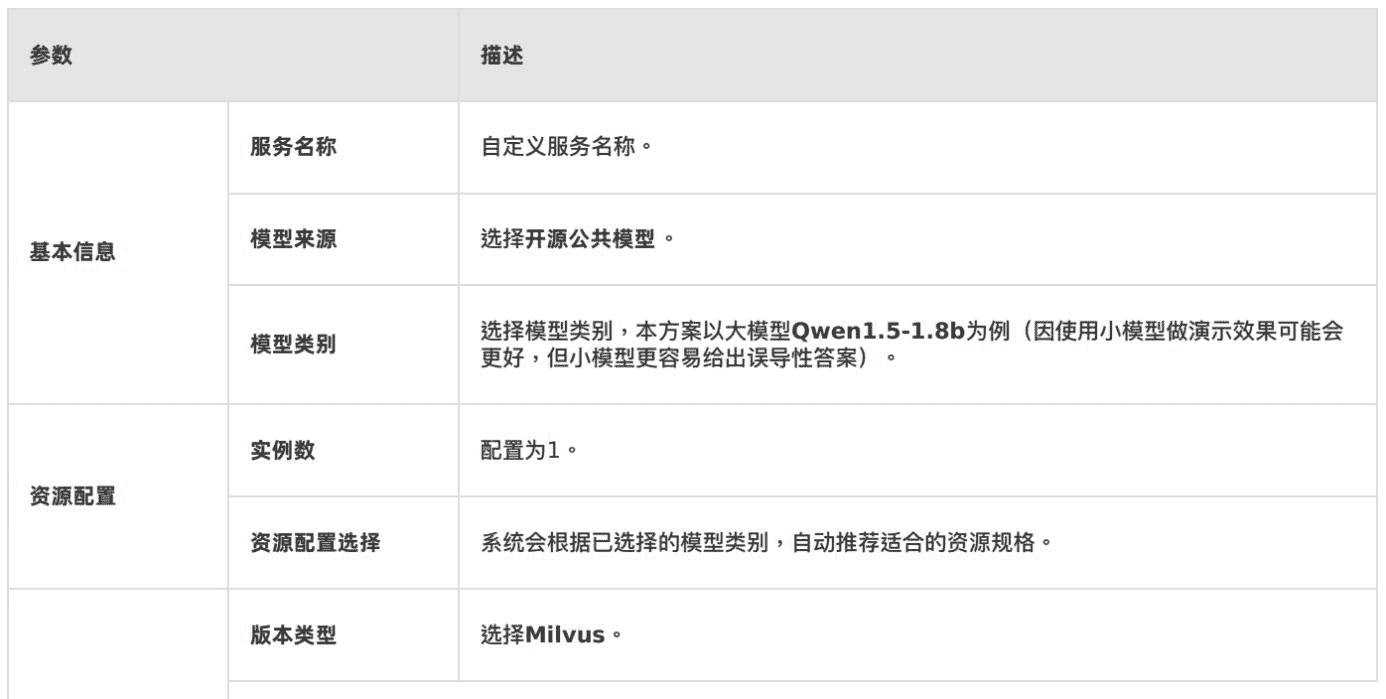 参数
描述
基本信息
服务名称
自定义服务名称。
模型来源
选择开源公共模型。
模型类别
选择模型类别，本方案以大模型Qwen1.5-1.8b为例（因使用小模型做演示效果可能会
更好，但小模型更容易给出误导性答案）。
资源配置
实例数
配置为1。
资源配置选择
系统会根据已选择的模型类别，自动推荐适合的资源规格。
版本类型
选择Milvus。